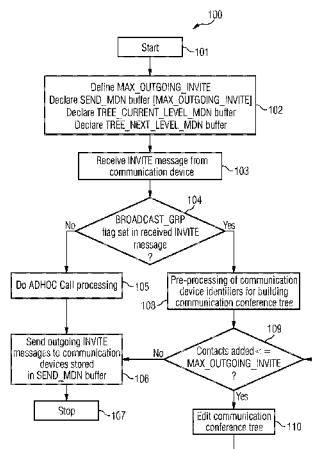 100
Start
101
Define MAX_OUTGOING_INVITE
Declare SEND_MDN buffer [MAX_OUTGOING_INVITE]
Declare TREE_CURRENT_LEVEL_MDN buffer
Declare TREE_NEXT_LEVEL_MDN buffer
102
Receive INVITE message from
communication device
103
104
BROADCAST_GRP
flag set in received INVITE
message
?
No
Yes
Do ADHOC Call processing
105
Pre-processing of communication
device identifiers for building
communication conference tree
108
109
Send outgoing INVITE
messages to communication
devices stored
in SEND_MDN buffer
106
No
Contacts added < =
MAX_OUTGOING_INVITE
?
Yes
Stop
107
Edit communication
conference tree
110